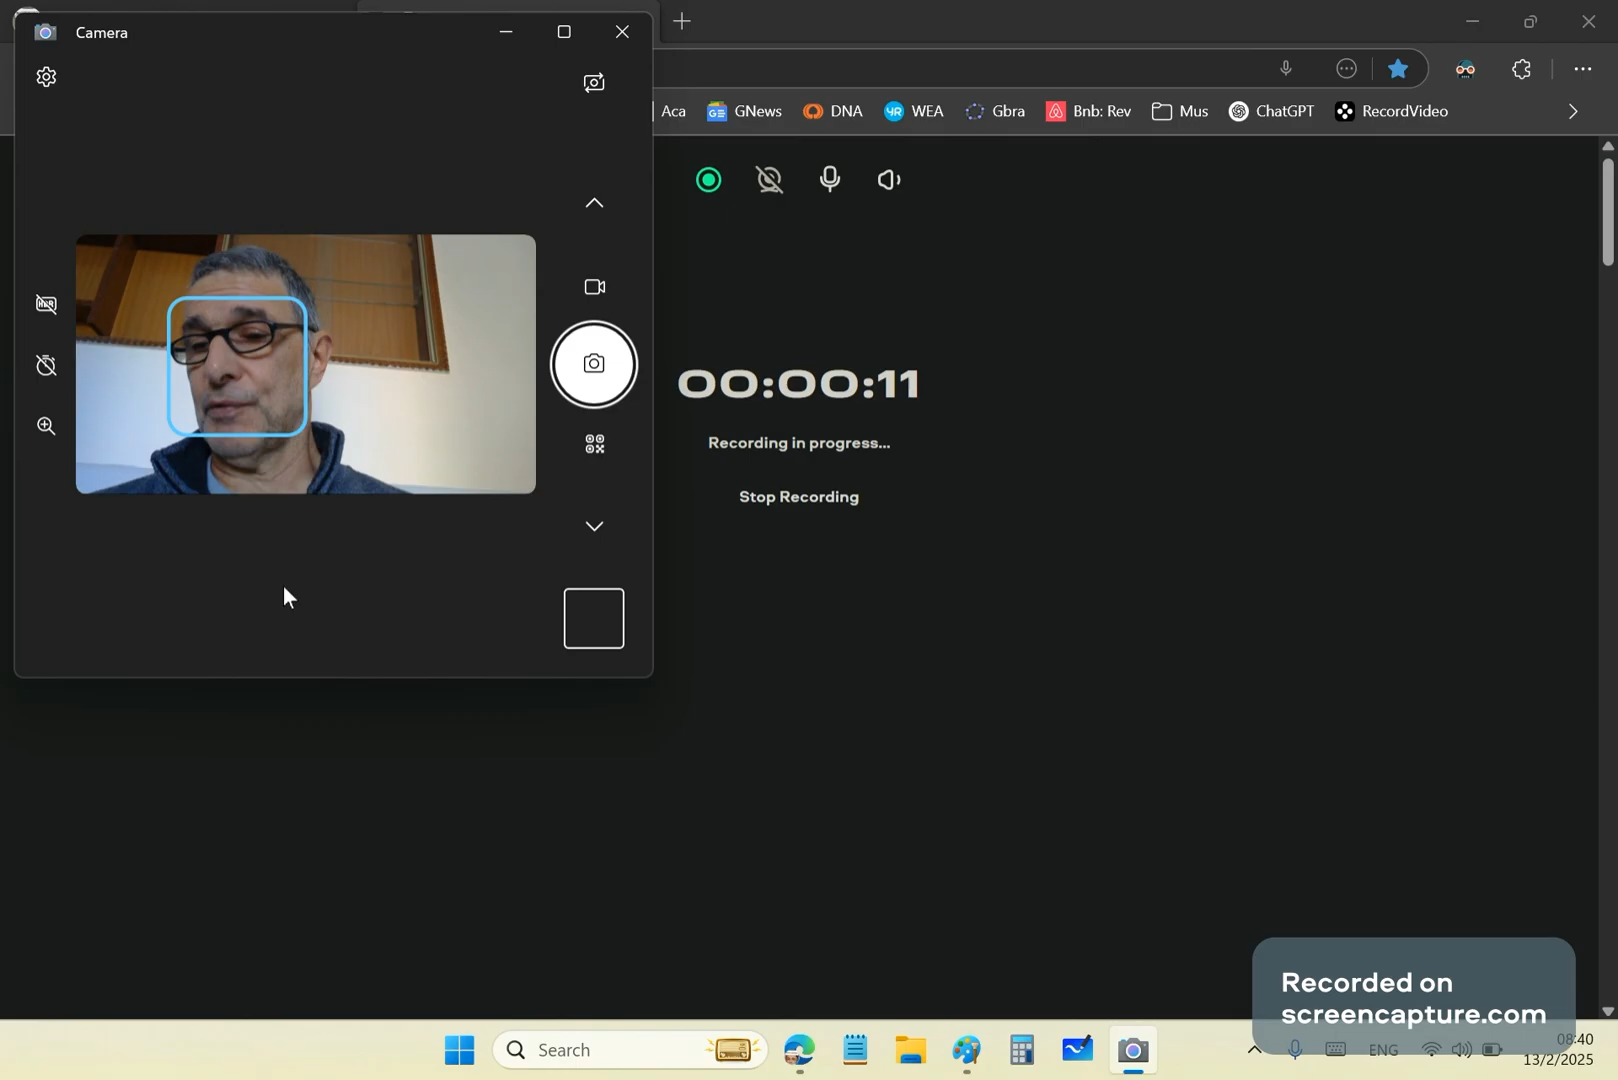 Camera
Aca
GNews
DNA
WEA
Gbra
Bnb: Rev
Mus
ChatGPT
RecordVideo
HDR
00:00:11
Recording in progress...
Stop Recording
Recorded on
screencapture.com
Search
ENG
08:40
13/2/2025